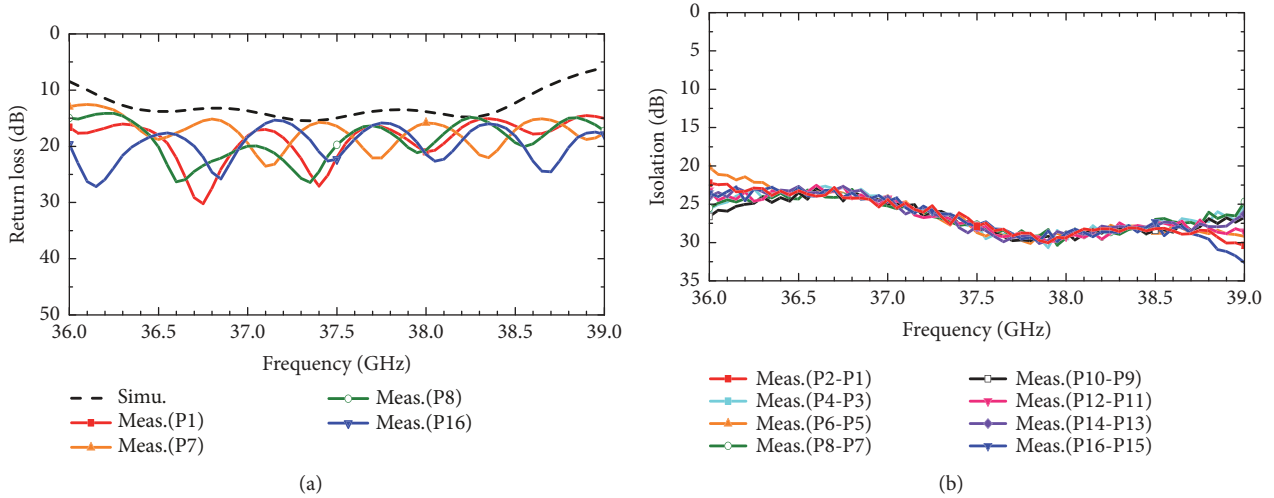 0
10
20
30
40
50
Return loss (dB)
36.0 36.5 37.0 37.5 38.0 38.5 39.0
Frequency (GHz)
Simu.
Meas.(P1)
Meas.(P7)
Meas.(P8)
Meas.(P16)
(a)
0
5
10
15
20
25
30
35
Isolation (dB)
36.0 36.5 37.0 37.5 38.0 38.5 39.0
Frequency (GHz)
Meas.(P2-P1)
Meas.(P4-P3)
Meas.(P6-P5)
Meas.(P8-P7)
Meas.(P10-P9)
Meas.(P12-P11)
Meas.(P14-P13)
Meas.(P16-P15)
(b)